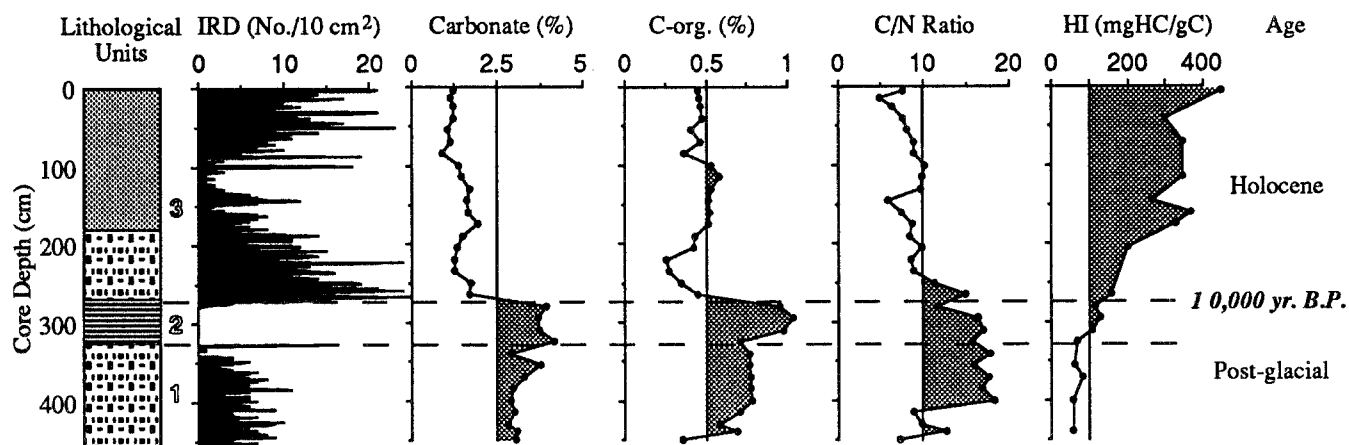 Lithological Units
IRD (No./10 cm²)
Carbonate (%)
C-org. (%)
C/N Ratio
HI (mgHC/gC)
Age
0 10 20
0 2.5 5
0 0.5 1
0 10 20
0 200 400
Core Depth (cm)
0
100
200
300
400
3
2
1
Holocene
1 0,000 yr. B.P.
Post-glacial